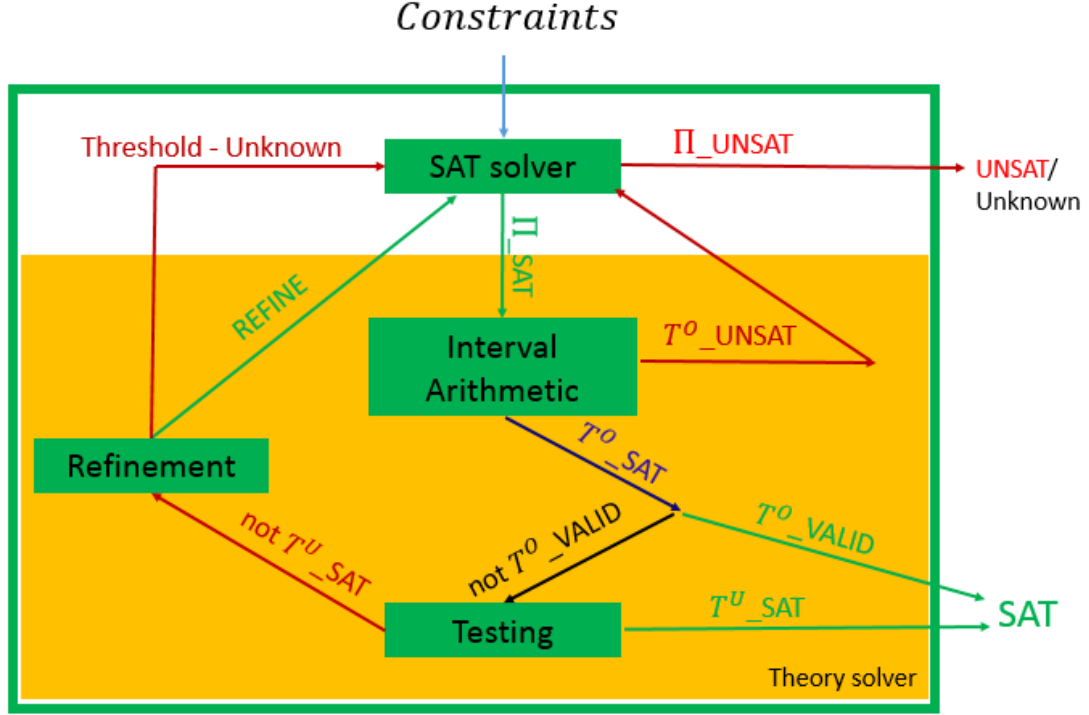 Constraints
Threshold - Unknown
Π_UNSAT
SAT solver
UNSAT/
Unknown
Π_SAT
REFINE
Interval
Arithmetic
T^O_UNSAT
T^O_SAT
Refinement
not T^U_SAT
not T^O_VALID
T^O_VALID
Testing
T^U_SAT
SAT
Theory solver